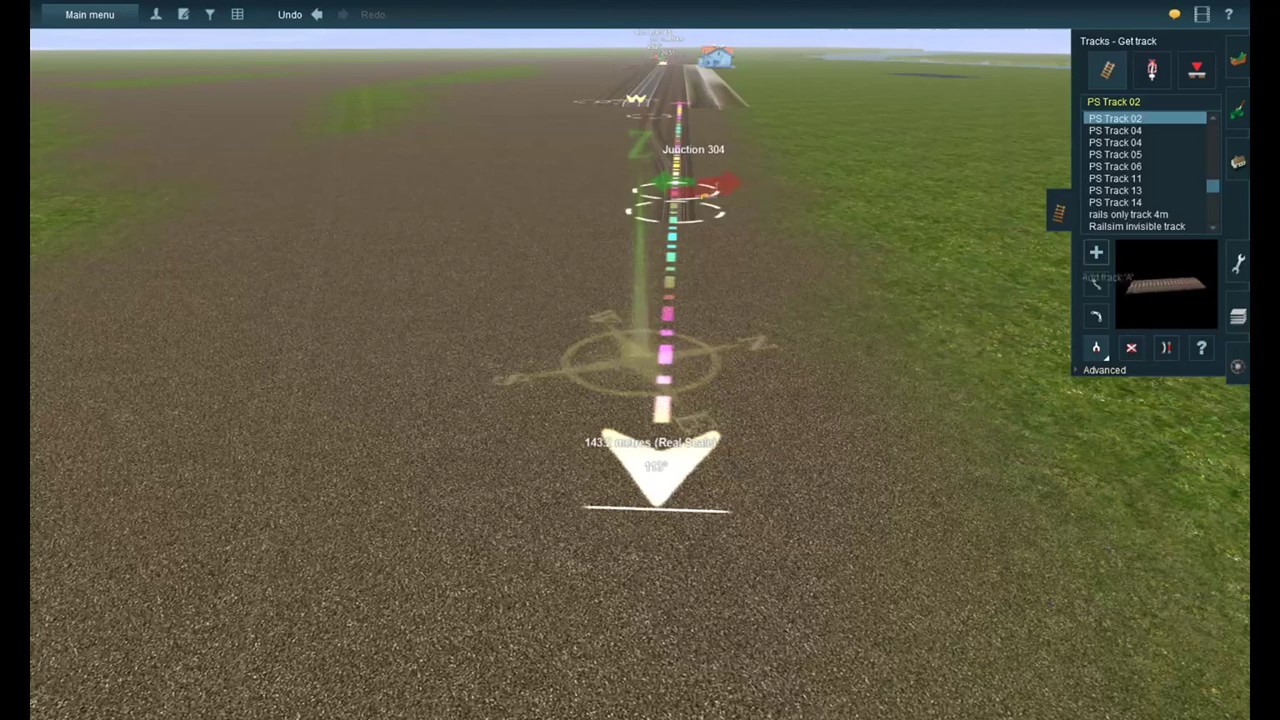 Main menu
Undo
Redo
?
Tracks - Get track
PS Track 02
PS Track 02
PS Track 04
PS Track 04
PS Track 05
PS Track 06
PS Track 11
PS Track 13
PS Track 14
rails only track 4m
Railsim invisible track
Add track 'A'
?
Advanced
W
Z
Junction 304
metres (Real Scale)